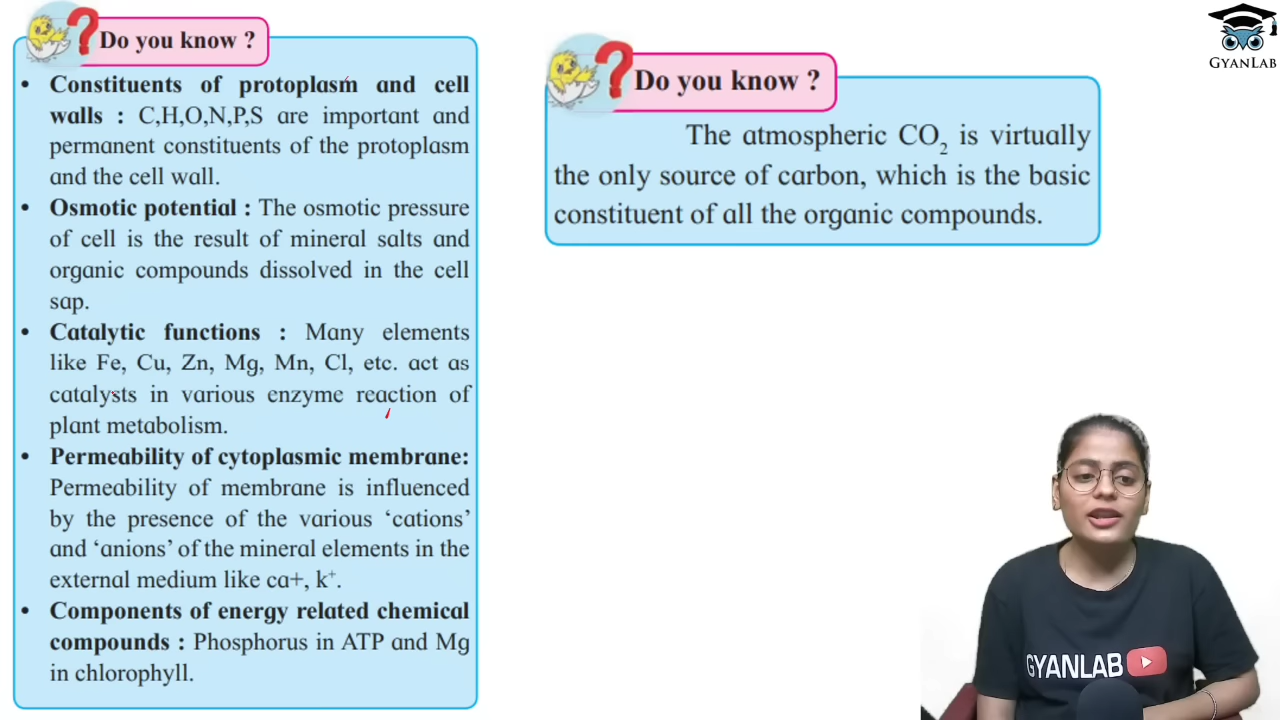 Do you know ?
• Constituents of protoplasm and cell
walls : C,H,O,N,P,S are important and
permanent constituents of the protoplasm
and the cell wall.
• Osmotic potential : The osmotic pressure
of cell is the result of mineral salts and
organic compounds dissolved in the cell
sap.
• Catalytic functions : Many elements
like Fe, Cu, Zn, Mg, Mn, Cl, etc. act as
catalysts in various enzyme reaction of
plant metabolism.
• Permeability of cytoplasmic membrane:
Permeability of membrane is influenced
by the presence of the various ‘cations’
and ‘anions’ of the mineral elements in the
external medium like ca+, k⁺.
• Components of energy related chemical
compounds : Phosphorus in ATP and Mg
in chlorophyll.
Do you know ?
The atmospheric CO₂ is virtually
the only source of carbon, which is the basic
constituent of all the organic compounds.
GYANLAB
GYANLAB